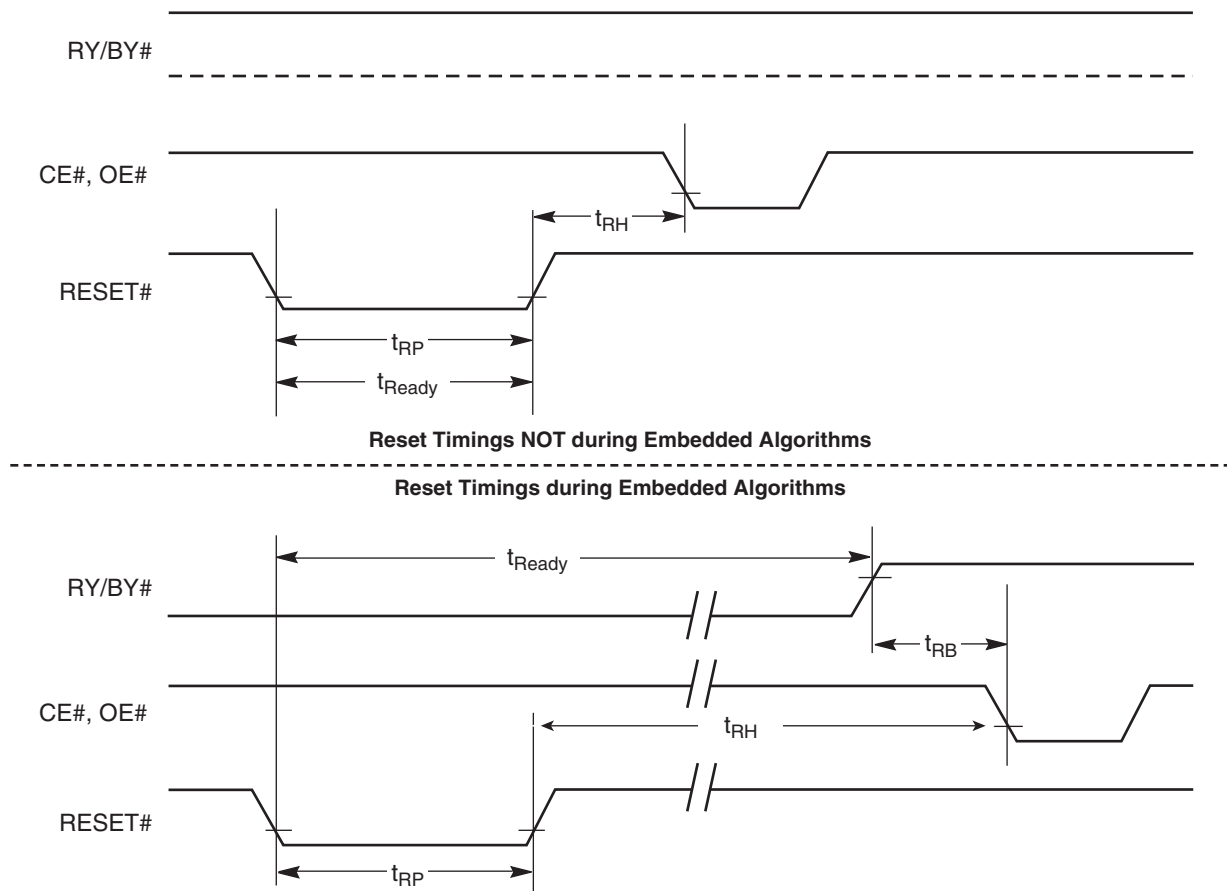 RY/BY#
CE#, OE#
tRH
RESET#
tRP
tReady
Reset Timings NOT during Embedded Algorithms
Reset Timings during Embedded Algorithms
tReady
RY/BY#
tRB
CE#, OE#
tRH
RESET#
tRP